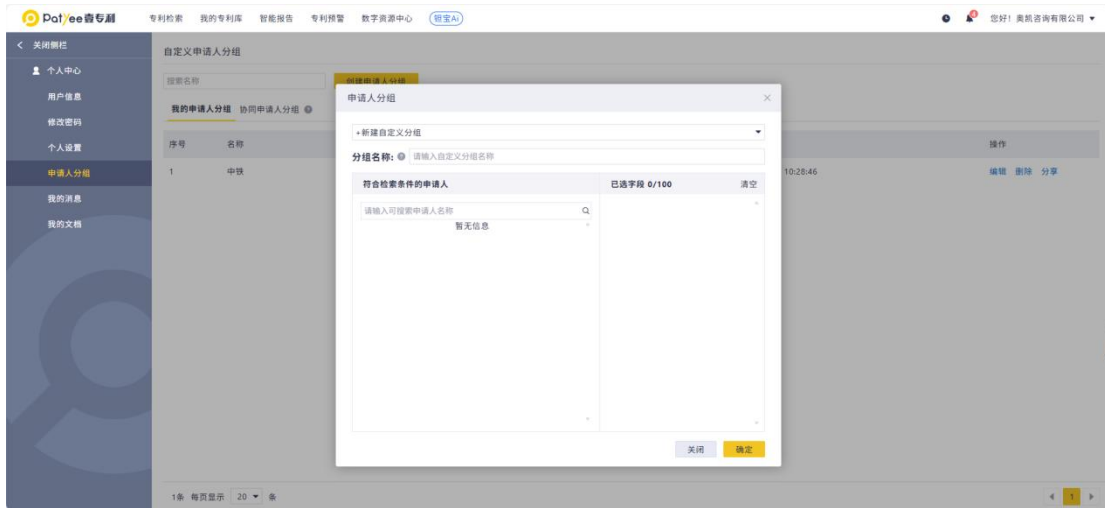 Patyee壹专利 专利检索 我的专利库 智能报告 专利预警 数字资源中心 钳宝Ai 4 您好！奥凯咨询有限公司
关闭侧栏
个人中心
用户信息
修改密码
个人设置
申请人分组
我的消息
我的文档
自定义申请人分组
搜索名称 创建申请人分组
我的申请人分组 协同申请人分组
序号 名称 操作
1 中铁 10:28:46 编辑 删除 分享
申请人分组
+新建自定义分组
分组名称: 请输入自定义分组名称
符合检索条件的申请人 已选字段 0/100 清空
请输入可搜索申请人名称
暂无信息
关闭 确定
1条 每页显示 20 条 1